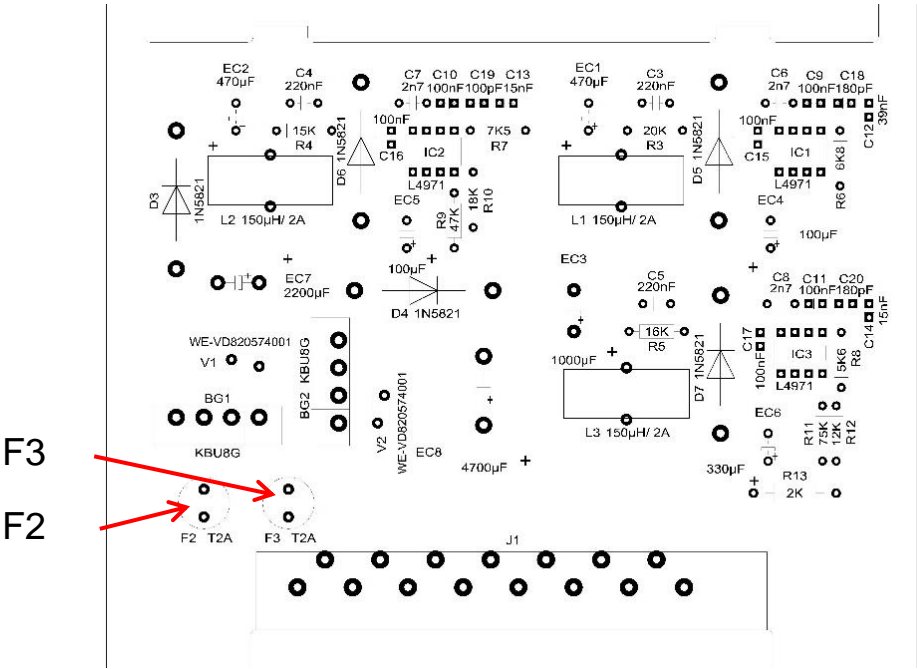 EC2
470µF
C4
220nF
C7
2n7
C10
100nF
C19
100pF
C13
15nF
EC1
470µF
C3
220nF
C6
2n7
C9
100nF
C18
180pF
39nF
C12
100nF
C16
15K
R4
1N5821
D6
IC2
L4971
7K5
R7
20K
R3
1N5821
D5
100nF
C15
IC1
L4971
6K8
R6
D3
1N5821
L2 150µH/ 2A
EC5
R9
47K
18K
R10
L1 150µH/ 2A
EC4
100µF
100µF
EC7
2200µF
D4 1N5821
EC3
1000µF
C5
220nF
16K
R5
C8
2n7
C11
100nF
C20
180pF
15nF
C14
C17
100nF
IC3
L4971
5K6
R8
WE-VD820574001
V1
BG1
KBU8G
BG2 KBU8G
V2
WE-VD820574001
EC8
4700µF
D7 1N5821
L3 150µH/ 2A
EC6
330µF
R11
75K
12K
R12
R13
2K
F3
F2
F2 T2A
F3 T2A
J1